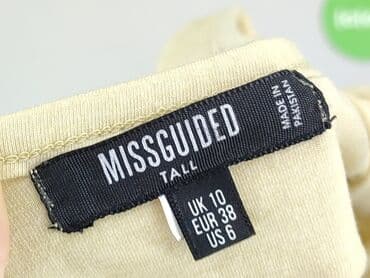 MISSGUIDED
TALL
MADE IN
PAKISTAN
UK 10
EUR 38
US 6